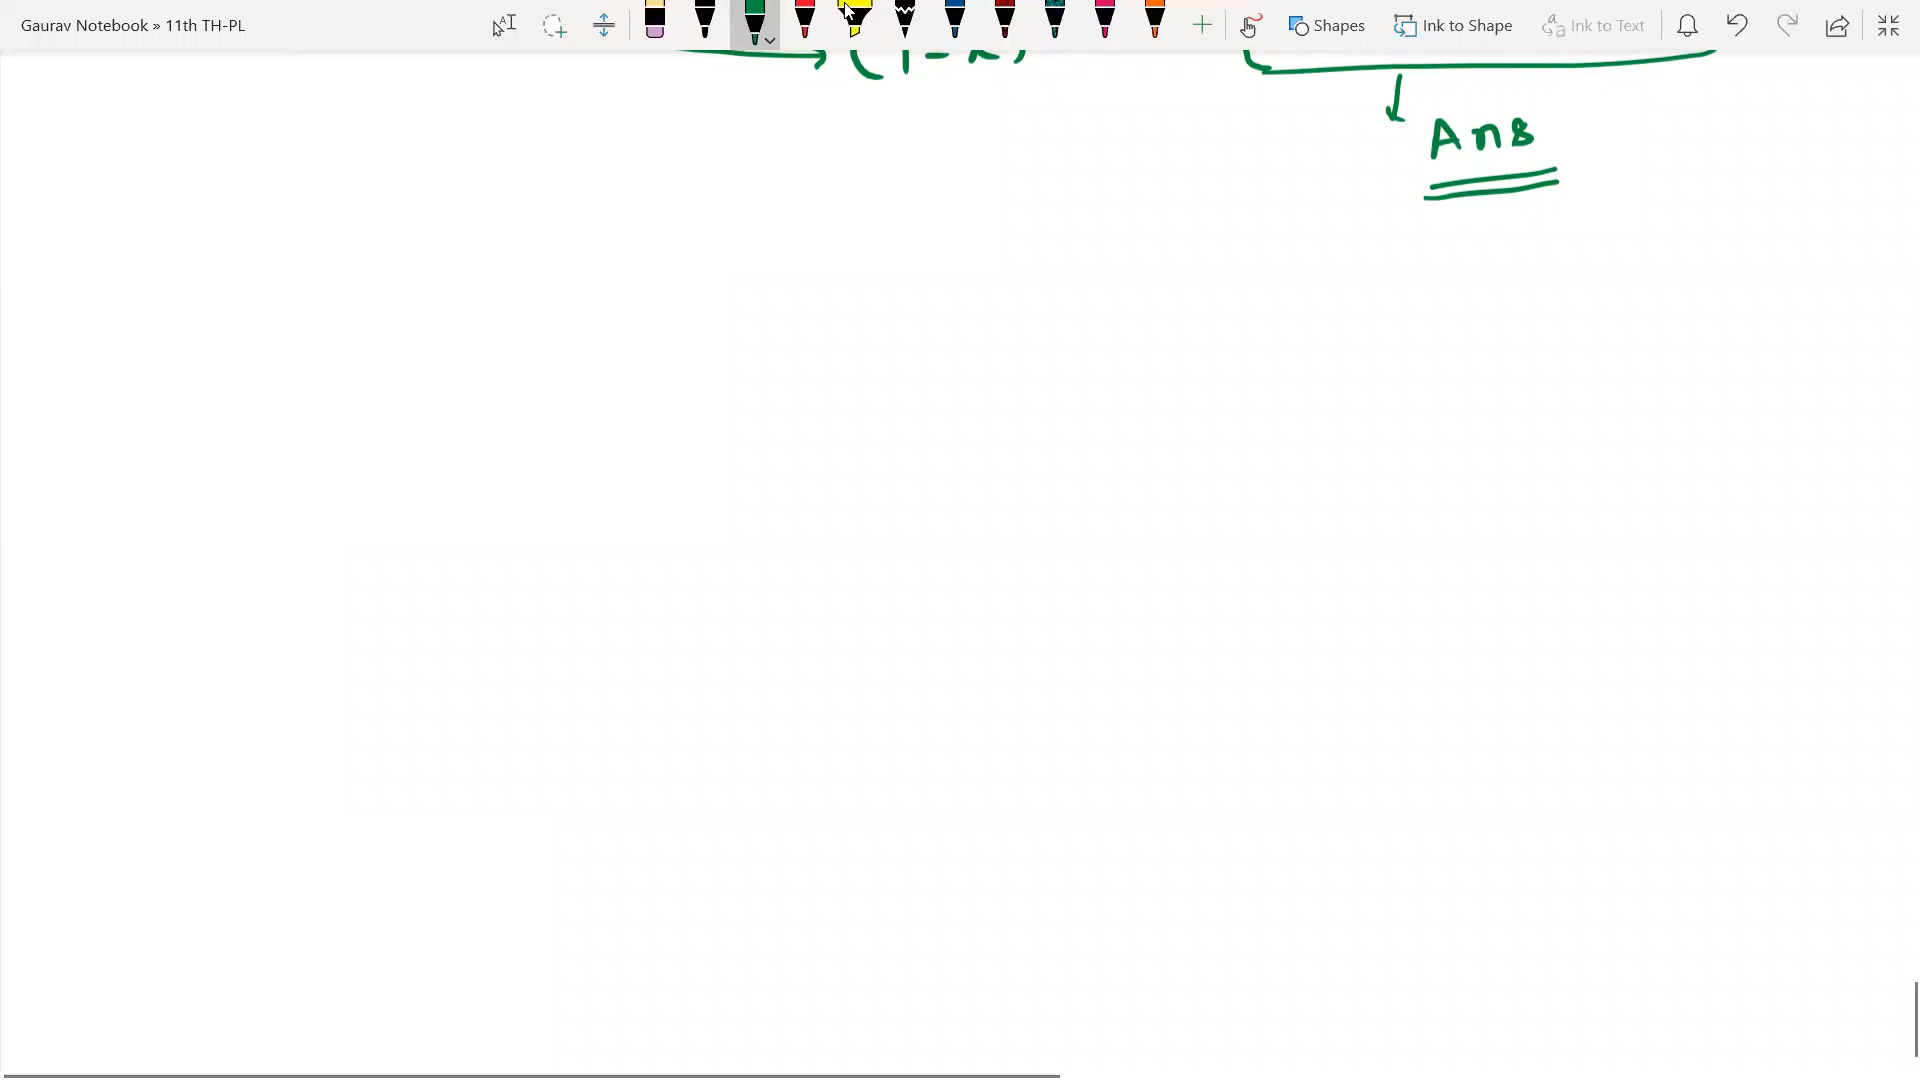 Gaurav Notebook » 11th TH-PL
Shapes
Ink to Shape
Ink to Text
Ans